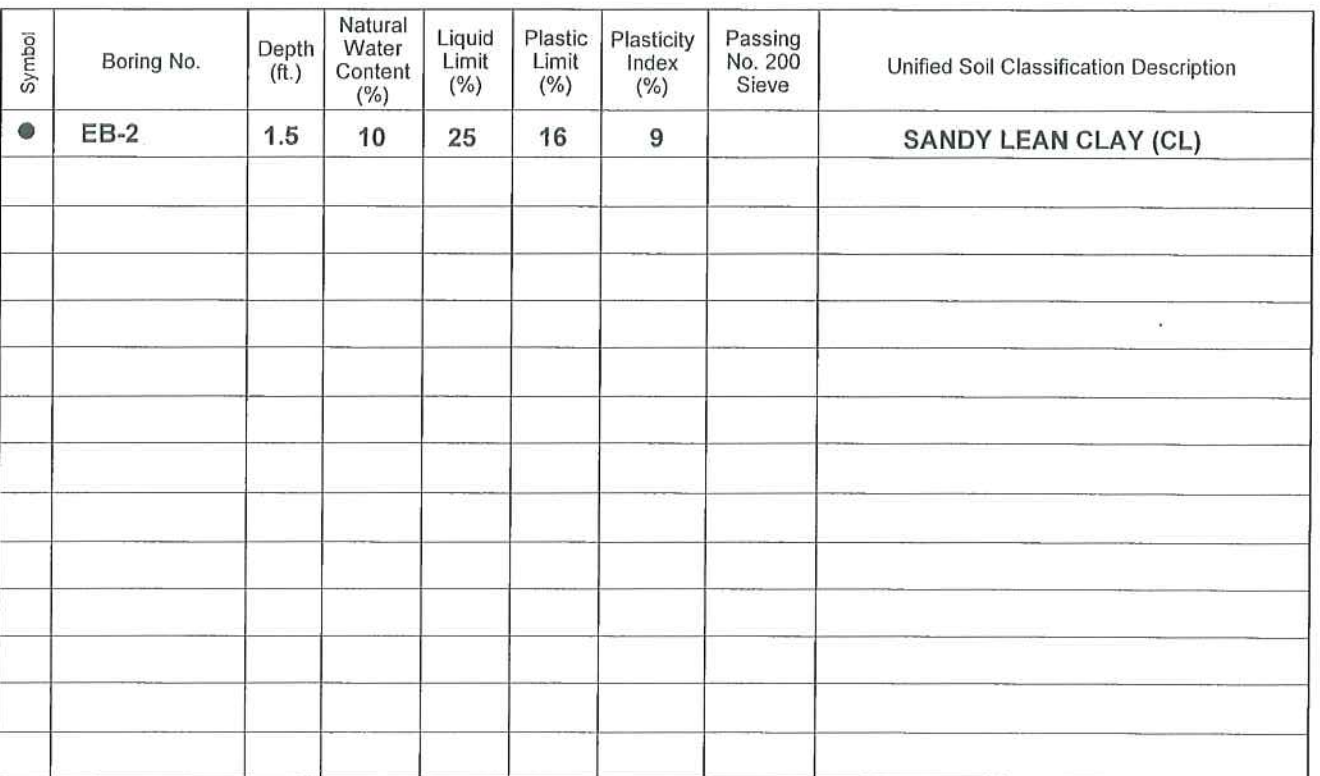 Symbol
Boring No.
Depth
(ft.)
Natural
Water
Content
(%)
Liquid
Limit
(%)
Plastic
Limit
(%)
Plasticity
Index
(%)
Passing
No. 200
Sieve
Unified Soil Classification Description
● EB-2 1.5 10 25 16 9 SANDY LEAN CLAY (CL)